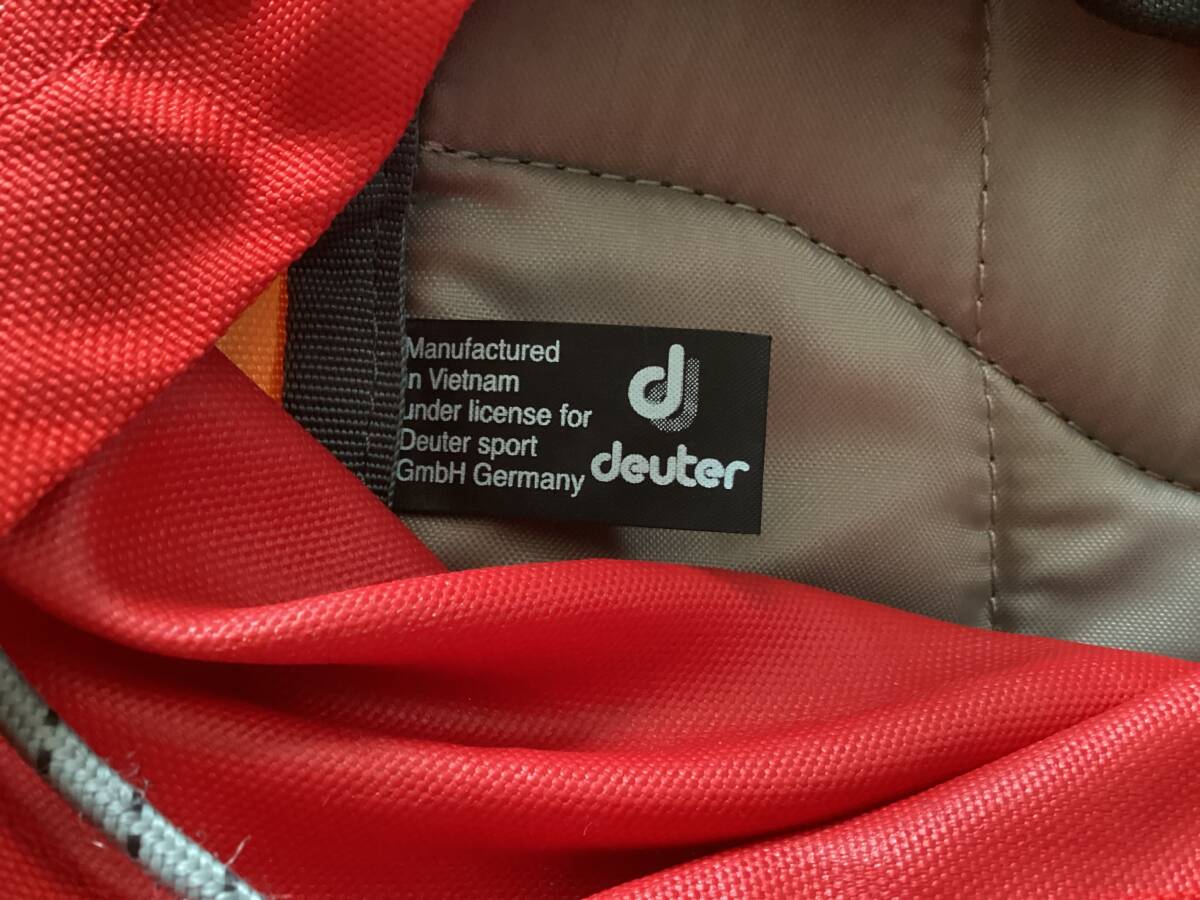 Manufactured
in Vietnam
under license for
Deuter sport
GmbH Germany
d
deuter